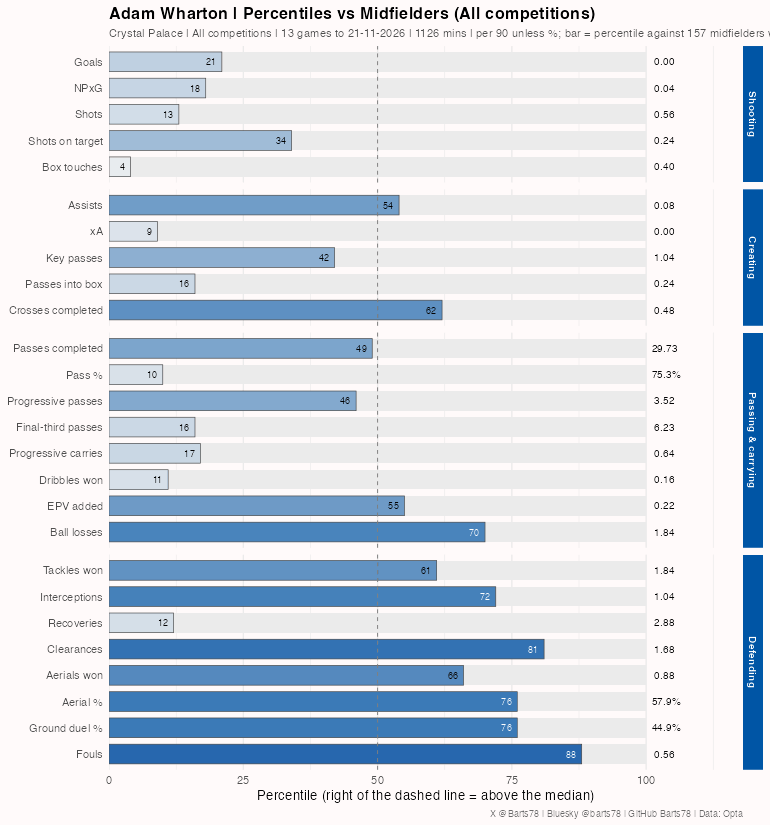 Adam Wharton | Percentiles vs Midfielders (All competitions)
Crystal Palace | All competitions | 13 games to 21-11-2026 | 1126 mins | per 90 unless %; bar = percentile against 157 midfielders
Goals 21 0.00
NPxG 18 0.04
Shots 13 0.56
Shots on target 34 0.24
Box touches 4 0.40
Shooting
Assists 54 0.08
xA 9 0.00
Key passes 42 1.04
Passes into box 16 0.24
Crosses completed 62 0.48
Creating
Passes completed 49 29.73
Pass % 10 75.3%
Progressive passes 46 3.52
Final-third passes 16 6.23
Progressive carries 17 0.64
Dribbles won 11 0.16
EPV added 55 0.22
Ball losses 70 1.84
Passing & carrying
Tackles won 61 1.84
Interceptions 72 1.04
Recoveries 12 2.88
Clearances 81 1.68
Aerials won 66 0.88
Aerial % 76 57.9%
Ground duel % 76 44.9%
Fouls 88 0.56
Defending
0 25 50 75 100
Percentile (right of the dashed line = above the median)
X @Barts78 | Bluesky @barts78 | GitHub Barts78 | Data: Opta